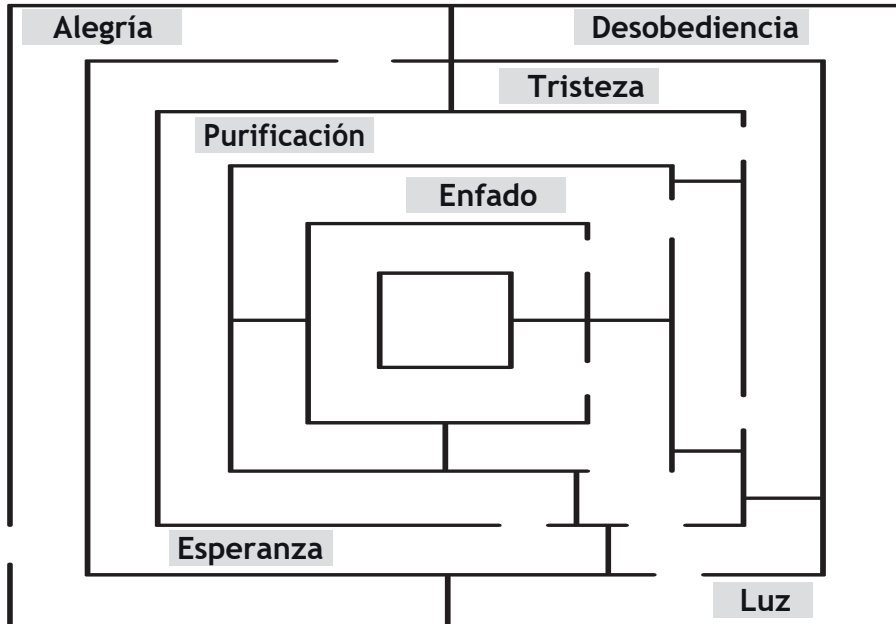 Alegría
Desobediencia
Tristeza
Purificación
Enfado
Esperanza
Luz